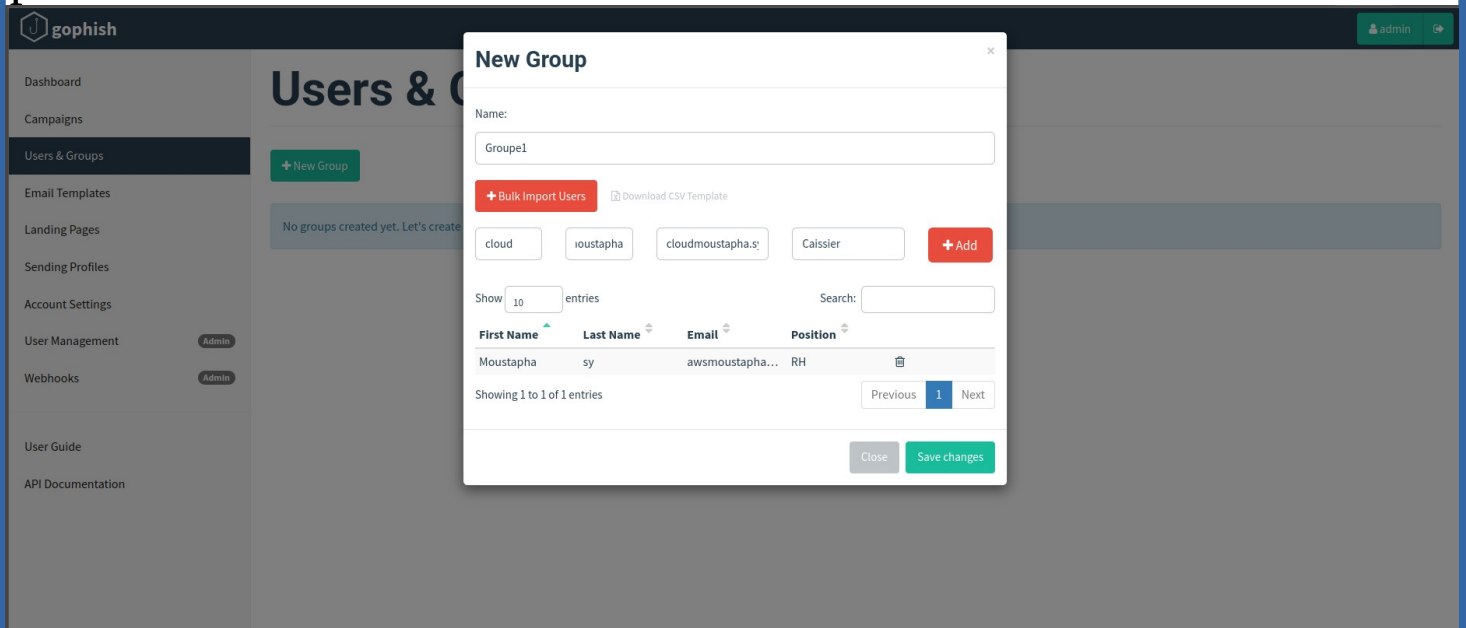 gophish
admin
Dashboard
Campaigns
Users & Groups
Admin
Email Templates
Landing Pages
Sending Profiles
Account Settings
User Management Admin
Webhooks Admin
User Guide
API Documentation
Users &
New Group
No groups created yet. Let's create
New Group
×
Name:
Groupe1
Bulk Import Users Download CSV Template
cloud oustapha cloudmoustapha.s Caissier Add
Show 10 entries Search:
First Name Last Name Email Position
Moustapha sy awsmoustapha... RH
Showing 1 to 1 of 1 entries Previous 1 Next
Close Save changes